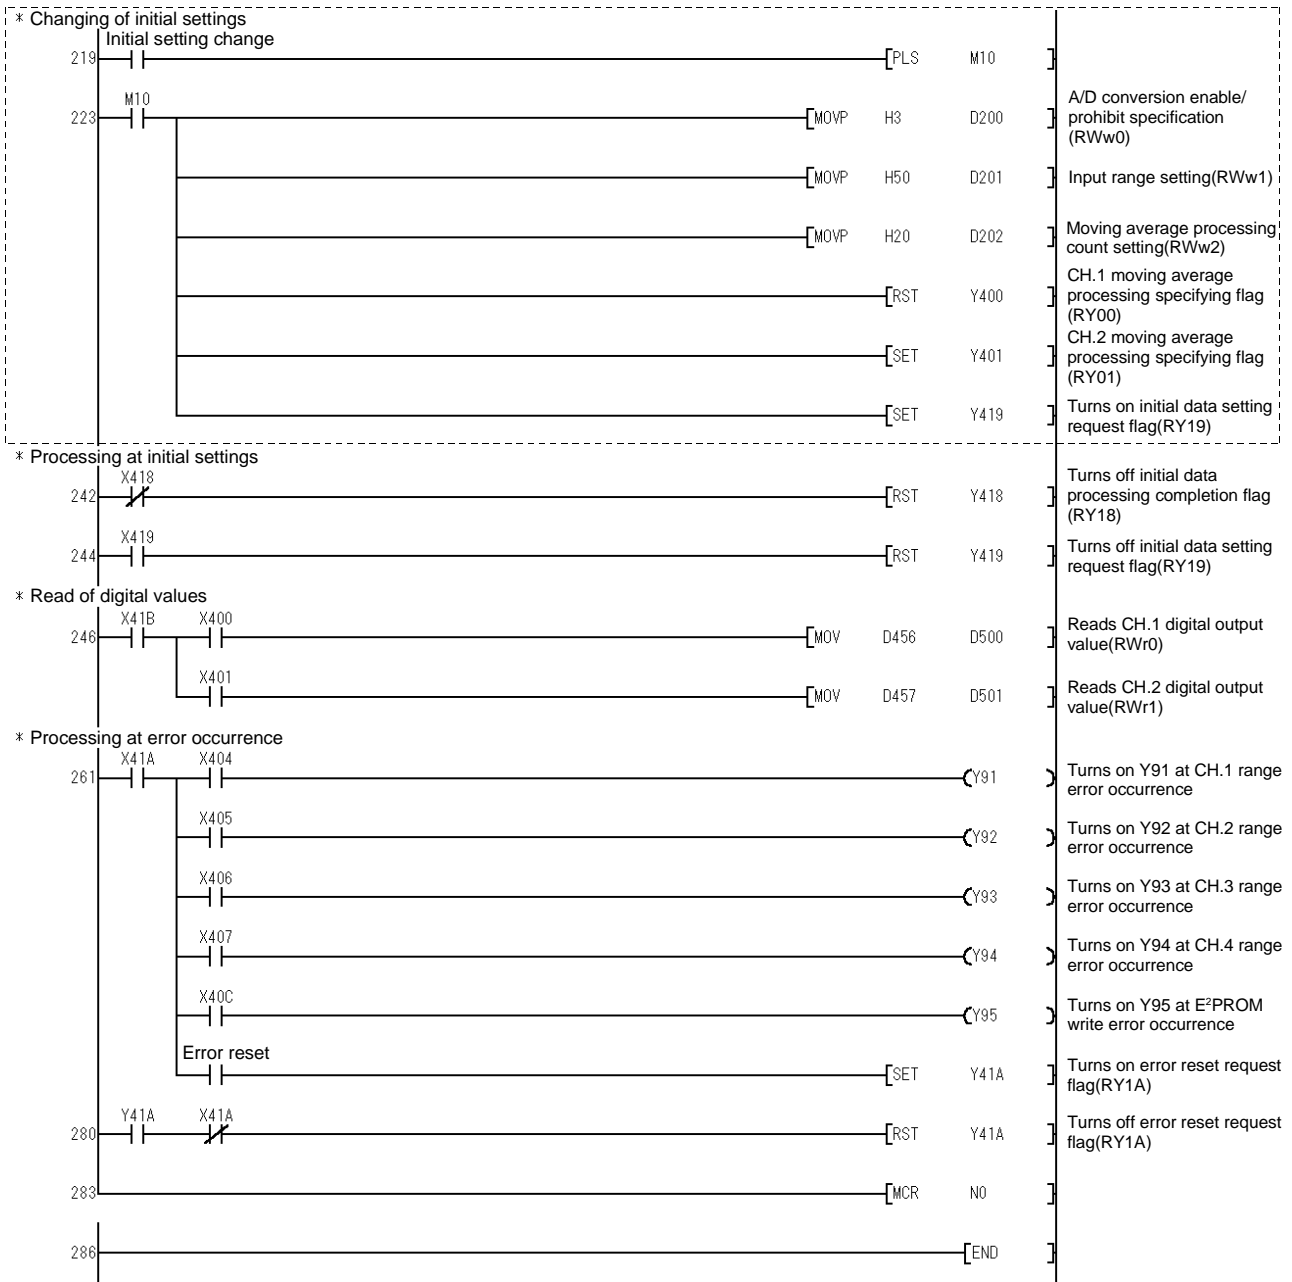 * Changing of initial settings
Initial setting change
219 PLS M10
M10
223 MOVP H3 D200
A/D conversion enable/
prohibit specification
(RWw0)
MOVP H50 D201 Input range setting(RWw1)
MOVP H20 D202
Moving average processing
count setting(RWw2)
RST Y400
CH.1 moving average
processing specifying flag
(RY00)
SET Y401
CH.2 moving average
processing specifying flag
(RY01)
SET Y419
Turns on initial data setting
request flag(RY19)
* Processing at initial settings
X418
242 RST Y418
Turns off initial data
processing completion flag
(RY18)
X419
244 RST Y419
Turns off initial data setting
request flag(RY19)
* Read of digital values
X41B X400
246 MOV D456 D500
Reads CH.1 digital output
value(RWr0)
X401
MOV D457 D501
Reads CH.2 digital output
value(RWr1)
* Processing at error occurrence
X41A X404
261 Y91
Turns on Y91 at CH.1 range
error occurrence
X405
Y92
Turns on Y92 at CH.2 range
error occurrence
X406
Y93
Turns on Y93 at CH.3 range
error occurrence
X407
Y94
Turns on Y94 at CH.4 range
error occurrence
X40C
Y95
Turns on Y95 at E²PROM
write error occurrence
Error reset
SET Y41A
Turns on error reset request
flag(RY1A)
Y41A X41A
280 RST Y41A
Turns off error reset request
flag(RY1A)
283 MCR N0
286 END